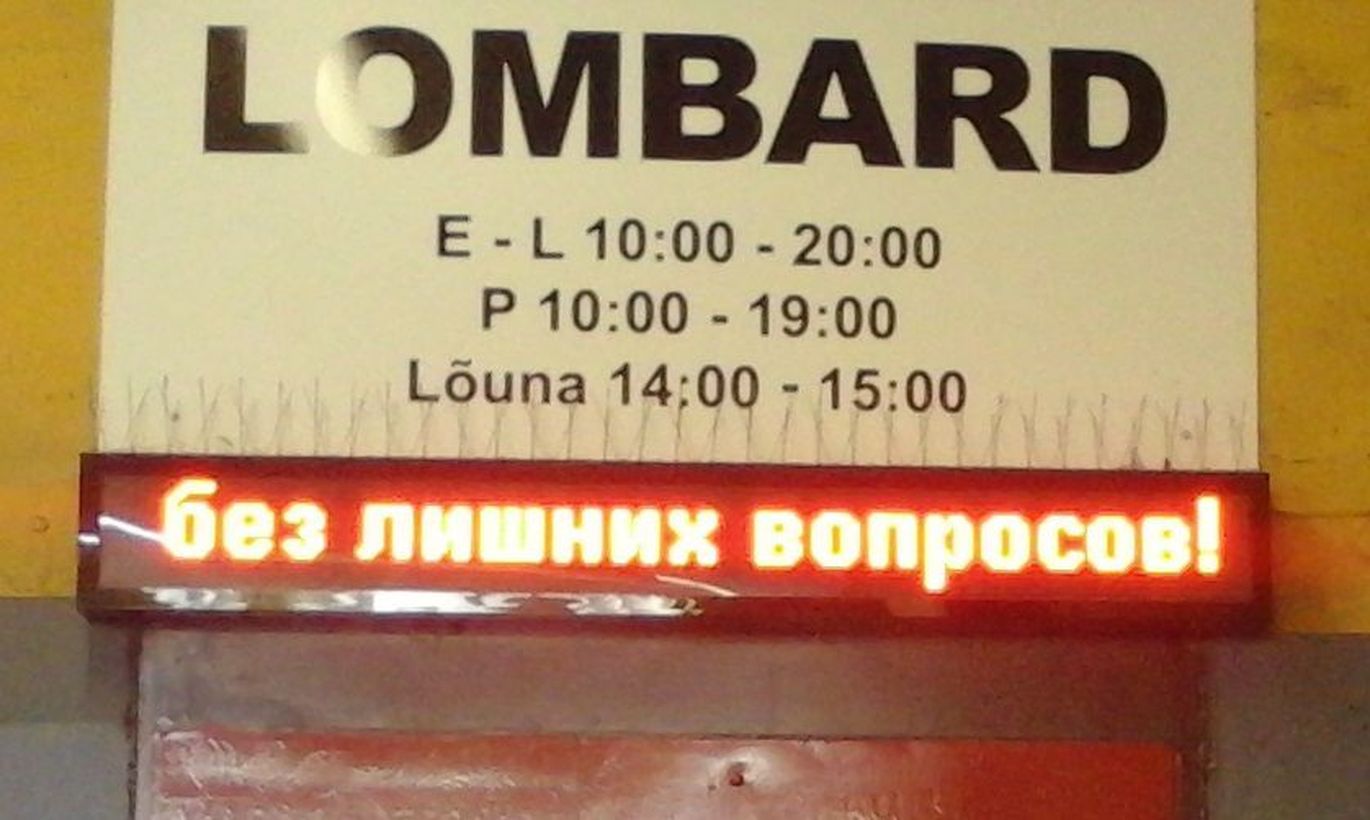 LOMBARD
E - L 10:00 - 20:00
P 10:00 - 19:00
Lõuna 14:00 - 15:00
без лишних вопросов!